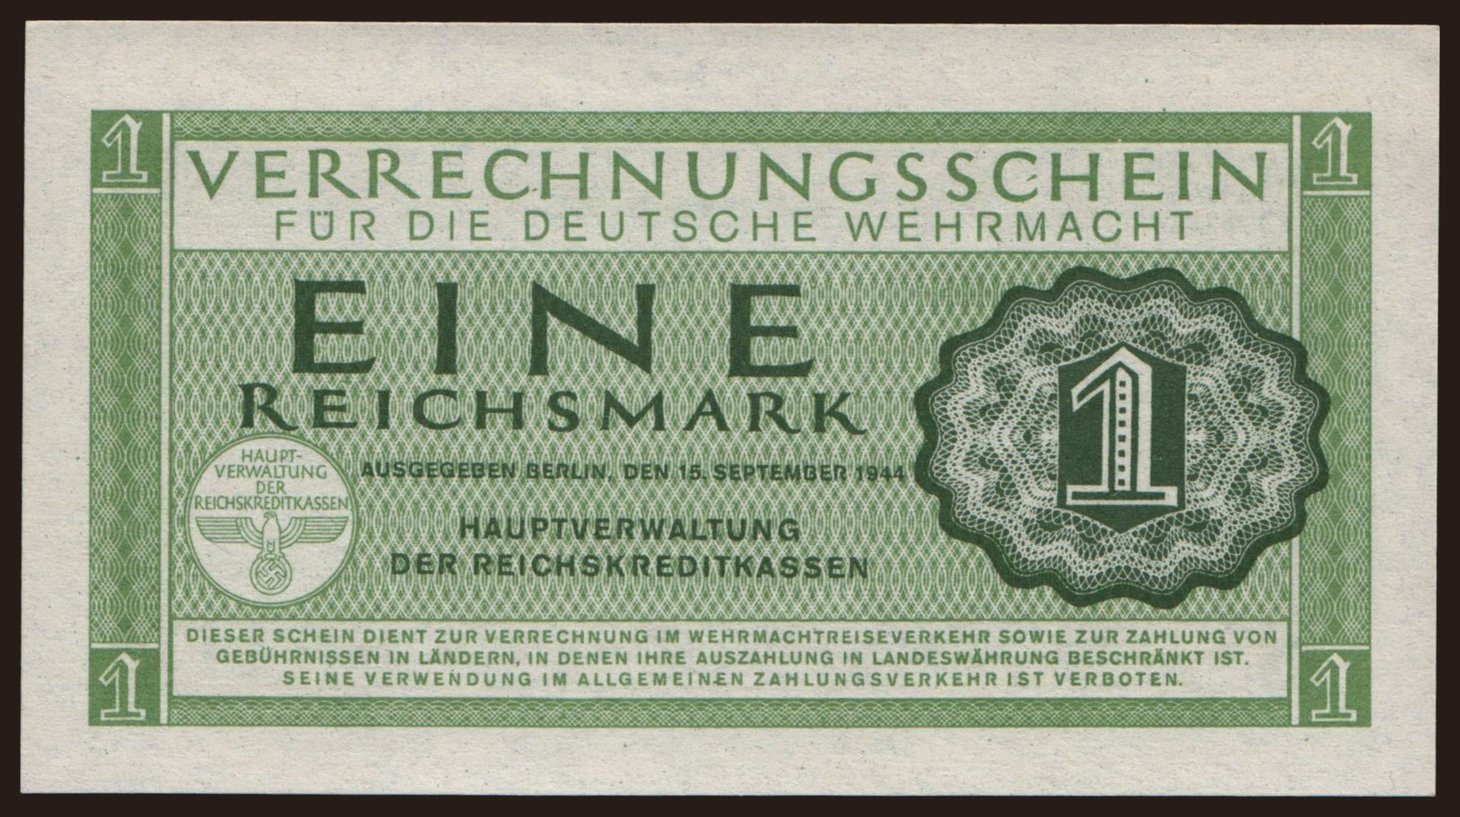 1 1
VERRECHNUNGSSCHEIN
FÜR DIE DEUTSCHE WEHRMACHT
EINE
REICHSMARK
1
HAUPT-
VERWALTUNG
DER
REICHSKREDITKASSEN
AUSGEGEBEN BERLIN, DEN 15. SEPTEMBER 1944
HAUPTVERWALTUNG
DER REICHSKREDITKASSEN
DIESER SCHEIN DIENT ZUR VERRECHNUNG IM WEHRMACHTREISEVERKEHR SOWIE ZUR ZAHLUNG VON
GEBÜHRNISSEN IN LÄNDERN, IN DENEN IHRE AUSZAHLUNG IN LANDESWÄHRUNG BESCHRÄNKT IST.
SEINE VERWENDUNG IM ALLGEMEINEN ZAHLUNGSVERKEHR IST VERBOTEN.
1 1